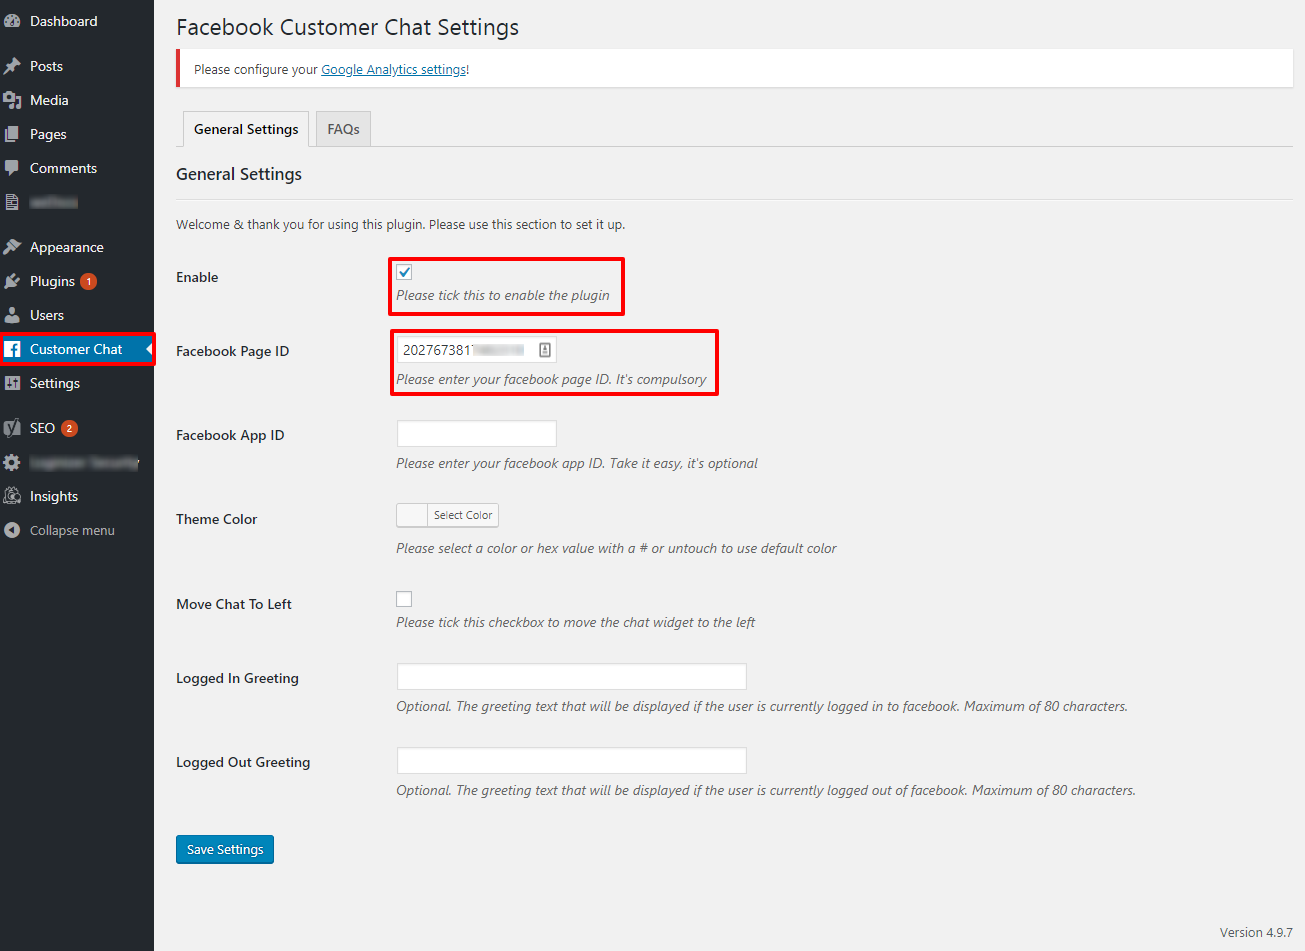 Dashboard
Posts
Media
Pages
Comments
Appearance
Plugins 1
Users
Customer Chat
Settings
SEO 2
Insights
Collapse menu
Facebook Customer Chat Settings
Please configure your Google Analytics settings!
General Settings FAQs
General Settings
Welcome & thank you for using this plugin. Please use this section to set it up.
Enable
Please tick this to enable the plugin
Facebook Page ID
Please enter your facebook page ID. It's compulsory
Facebook App ID
Please enter your facebook app ID. Take it easy, it's optional
Theme Color
Select Color
Please select a color or hex value with a # or untouch to use default color
Move Chat To Left
Please tick this checkbox to move the chat widget to the left
Logged In Greeting
Optional. The greeting text that will be displayed if the user is currently logged in to facebook. Maximum of 80 characters.
Logged Out Greeting
Optional. The greeting text that will be displayed if the user is currently logged out of facebook. Maximum of 80 characters.
Save Settings
Version 4.9.7